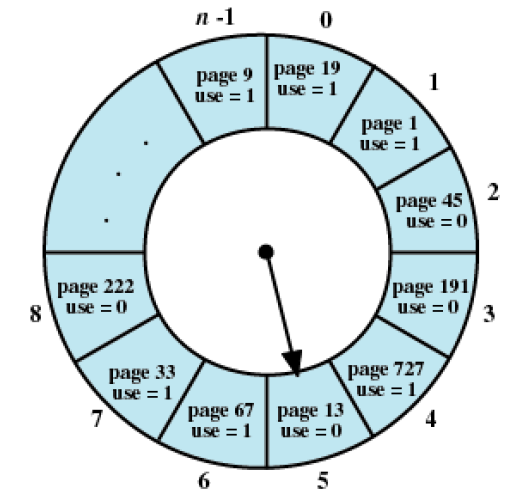 n -1
0
page 9
use = 1
page 19
use = 1
1
page 1
use = 1
2
page 45
use = 0
page 191
use = 0
3
page 222
use = 0
8
page 727
use = 1
4
page 33
use = 1
7
page 67
use = 1
page 13
use = 0
6
5